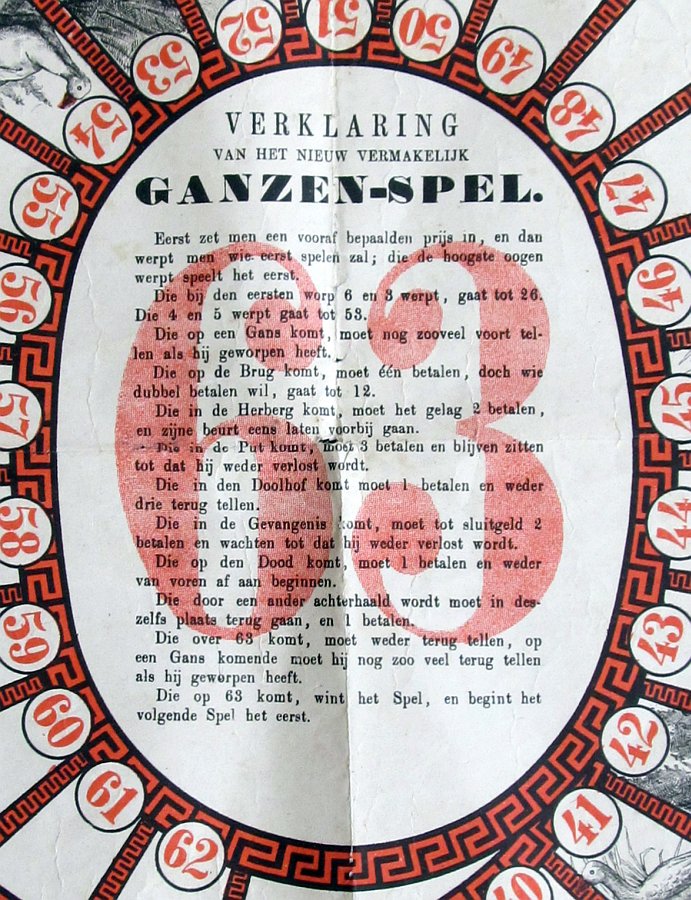 VERKLARING
VAN HET NIEUW VERMAKELIJK
GANZEN-SPEL.
Eerst zet men een vooraf bepaalden prijs in, en dan
werpt men wie eerst spelen zal; die de hoogste oogen
werpt speelt het eerst.
Die bij den eersten worp 6 en 3 werpt, gaat tot 26.
Die 4 en 5 werpt gaat tot 53.
Die op een Gans komt, moet nog zooveel voort tel-
len als hij geworpen heeft.
Die op de Brug komt, moet één betalen, doch wie
dubbel betalen wil, gaat tot 12.
Die in de Herberg komt, moet het gelag 2 betalen,
en zijne beurt eens laten voorbij gaan.
Die in de Put komt, moet 3 betalen en blijven zitten
tot dat hij weder verlost wordt.
Die in den Doolhof komt moet 1 betalen en weder
drie terug tellen.
Die in de Gevangenis komt, moet tot sluitgeld 2
betalen en wachten tot dat hij weder verlost wordt.
Die op den Dood komt, moet 1 betalen en weder
van voren af aan beginnen.
Die door een ander achterhaald wordt moet in des-
zelfs plaats terug gaan, en 1 betalen.
Die over 63 komt, moet weder terug tellen, op
een Gans komende moet hij nog zoo veel terug tellen
als hij geworpen heeft.
Die op 63 komt, wint het Spel, en begint het
volgende Spel het eerst.
63
40
41
42
43
44
45
46
47
48
49
50
51
52
53
54
55
56
57
58
59
60
61
62